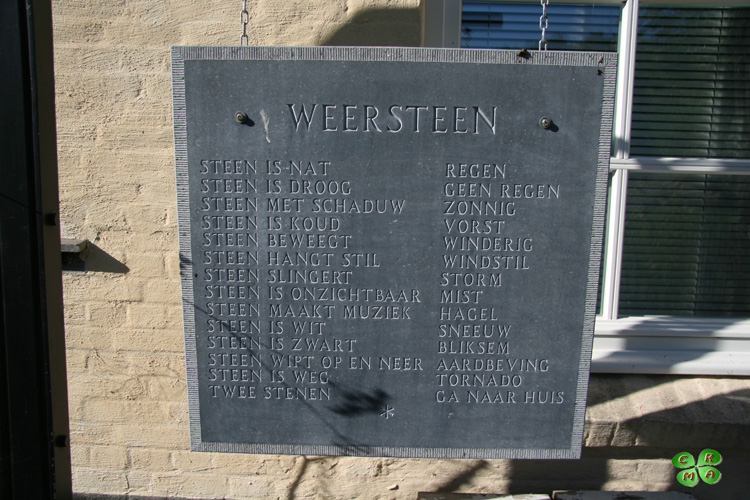 WEERSTEEN
STEEN IS NAT REGEN
STEEN IS DROOG GEEN REGEN
STEEN MET SCHADUW ZONNIG
STEEN IS KOUD VORST
STEEN BEWEEGT WINDERIG
STEEN HANGT STIL WINDSTIL
STEEN SLINGERT STORM
STEEN IS ONZICHTBAAR MIST
STEEN MAAKT MUZIEK HAGEL
STEEN IS WIT SNEEUW
STEEN IS ZWART BLIKSEM
STEEN WIPT OP EN NEER AARDBEVING
STEEN IS WEG TORNADO
TWEE STENEN GA NAAR HUIS
CRMA